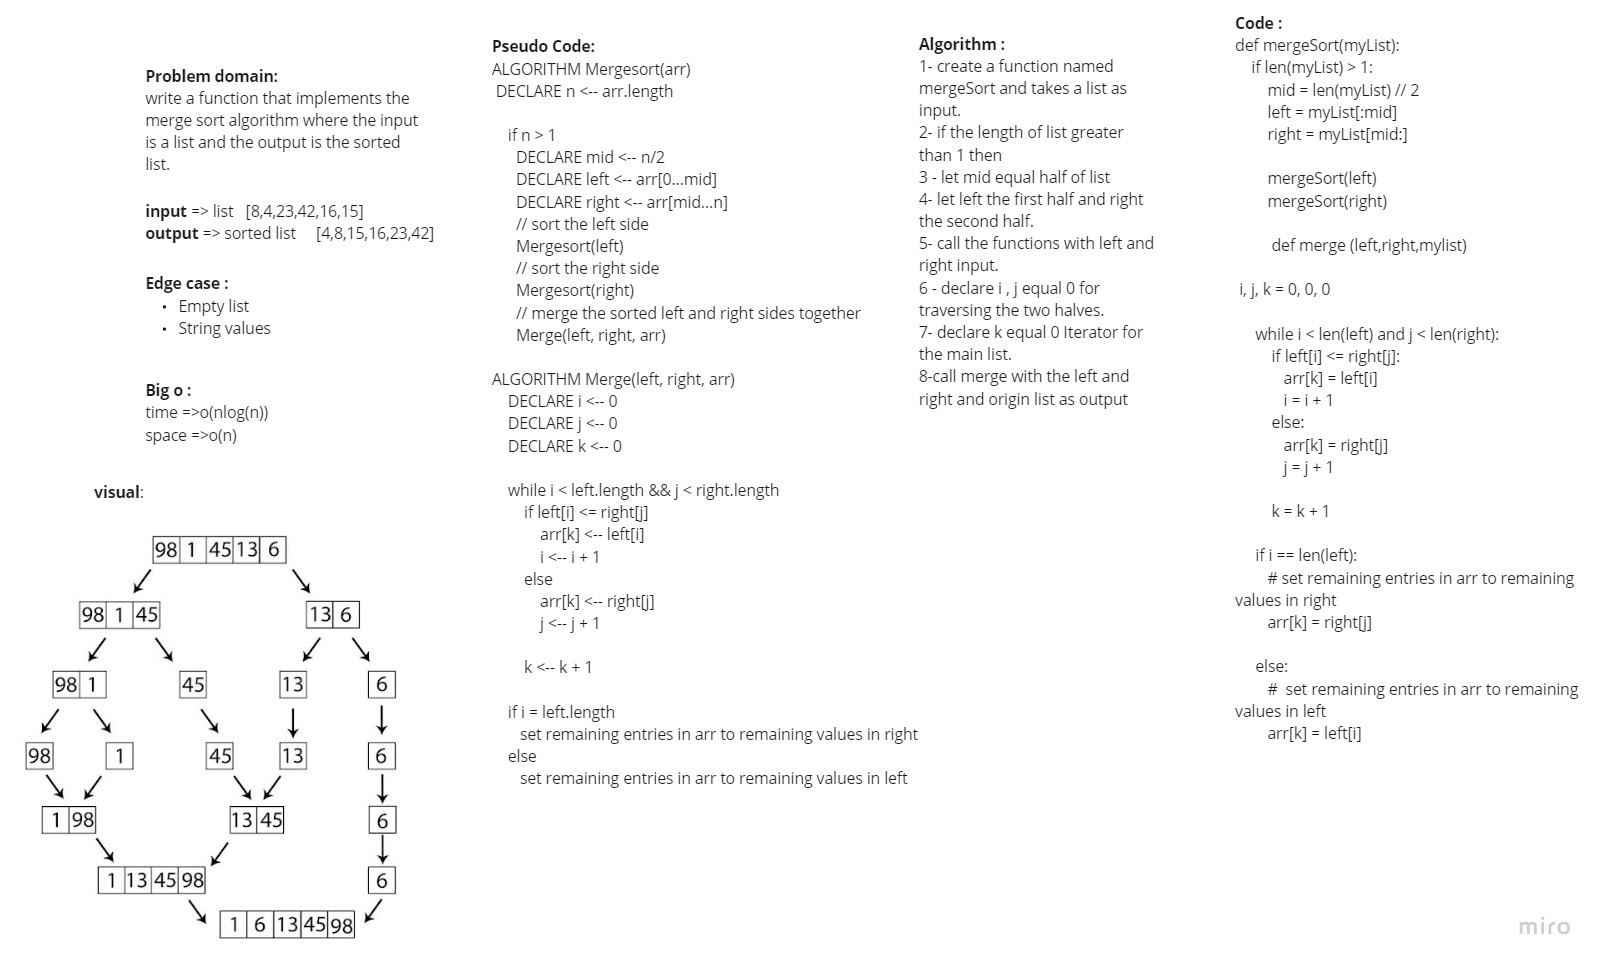 Problem domain:
write a function that implements the
merge sort algorithm where the input
is a list and the output is the sorted
list.
input => list [8,4,23,42,16,15]
output => sorted list [4,8,15,16,23,42]
Edge case :
• Empty list
• String values
Big o :
time =>o(nlog(n))
space =>o(n)
visual:
98 1 45 13 6
98 1 45
13 6
98 1
45
13
6
98
1
45
13
6
1 98
13 45
6
1 13 45 98
6
1 6 13 45 98
Pseudo Code:
ALGORITHM Mergesort(arr)
DECLARE n <-- arr.length
if n > 1
DECLARE mid <-- n/2
DECLARE left <-- arr[0...mid]
DECLARE right <-- arr[mid...n]
// sort the left side
Mergesort(left)
// sort the right side
Mergesort(right)
// merge the sorted left and right sides together
Merge(left, right, arr)
ALGORITHM Merge(left, right, arr)
DECLARE i <-- 0
DECLARE j <-- 0
DECLARE k <-- 0
while i < left.length && j < right.length
if left[i] <= right[j]
arr[k] <-- left[i]
i <-- i + 1
else
arr[k] <-- right[j]
j <-- j + 1
k <-- k + 1
if i = left.length
set remaining entries in arr to remaining values in right
else
set remaining entries in arr to remaining values in left
Algorithm :
1- create a function named
mergeSort and takes a list as
input.
2- if the length of list greater
than 1 then
3 - let mid equal half of list
4- let left the first half and right
the second half.
5- call the functions with left and
right input.
6 - declare i , j equal 0 for
traversing the two halves.
7- declare k equal 0 Iterator for
the main list.
8-call merge with the left and
right and origin list as output
Code :
def mergeSort(myList):
if len(myList) > 1:
mid = len(myList) // 2
left = myList[:mid]
right = myList[mid:]
mergeSort(left)
mergeSort(right)
def merge (left,right,mylist)
i, j, k = 0, 0, 0
while i < len(left) and j < len(right):
if left[i] <= right[j]:
arr[k] = left[i]
i = i + 1
else:
arr[k] = right[j]
j = j + 1
k = k + 1
if i == len(left):
# set remaining entries in arr to remaining
values in right
arr[k] = right[j]
else:
# set remaining entries in arr to remaining
values in left
arr[k] = left[i]
miro